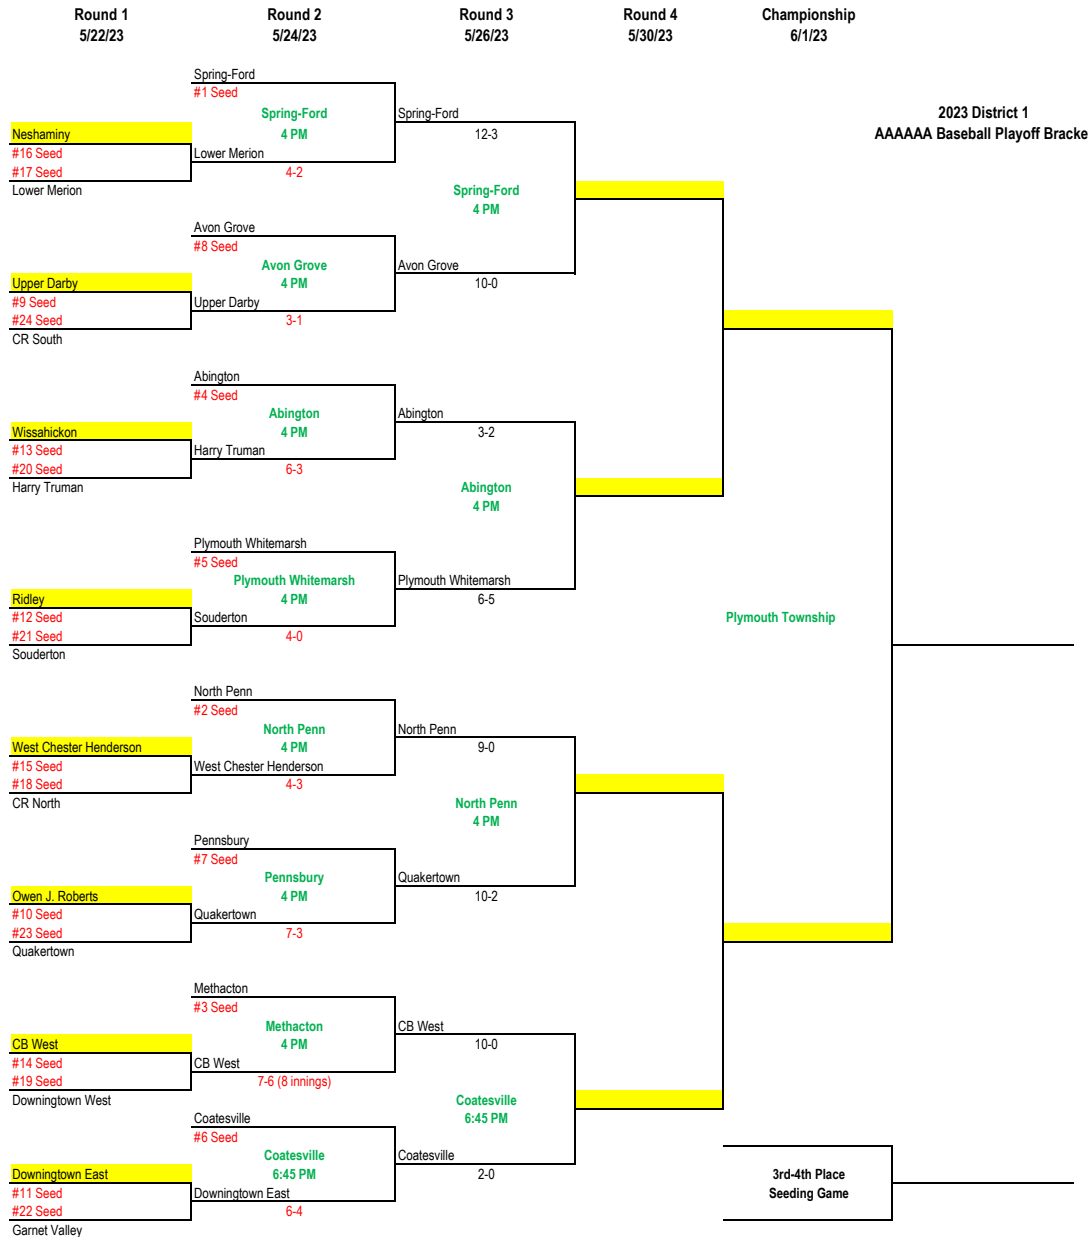 Round 1
5/22/23
Round 2
5/24/23
Round 3
5/26/23
Round 4
5/30/23
Championship
6/1/23
2023 District 1
AAAAAA Baseball Playoff Bracke
Neshaminy
#16 Seed
#17 Seed
Lower Merion
Upper Darby
#9 Seed
#24 Seed
CR South
Wissahickon
#13 Seed
#20 Seed
Harry Truman
Ridley
#12 Seed
#21 Seed
Souderton
West Chester Henderson
#15 Seed
#18 Seed
CR North
Owen J. Roberts
#10 Seed
#23 Seed
Quakertown
CB West
#14 Seed
#19 Seed
Downingtown West
Downingtown East
#11 Seed
#22 Seed
Garnet Valley
Spring-Ford
#1 Seed
Spring-Ford
4 PM
Lower Merion
4-2
Avon Grove
#8 Seed
Avon Grove
4 PM
Upper Darby
3-1
Abington
#4 Seed
Abington
4 PM
Harry Truman
6-3
Plymouth Whitemarsh
#5 Seed
Plymouth Whitemarsh
4 PM
Souderton
4-0
North Penn
#2 Seed
North Penn
4 PM
West Chester Henderson
4-3
Pennsbury
#7 Seed
Pennsbury
4 PM
Quakertown
7-3
Methacton
#3 Seed
Methacton
4 PM
CB West
7-6 (8 innings)
Coatesville
#6 Seed
Coatesville
6:45 PM
Downingtown East
6-4
Spring-Ford
12-3
Spring-Ford
4 PM
Avon Grove
10-0
Abington
3-2
Abington
4 PM
Plymouth Whitemarsh
6-5
North Penn
9-0
North Penn
4 PM
Quakertown
10-2
CB West
10-0
Coatesville
6:45 PM
Coatesville
2-0
Plymouth Township
3rd-4th Place
Seeding Game